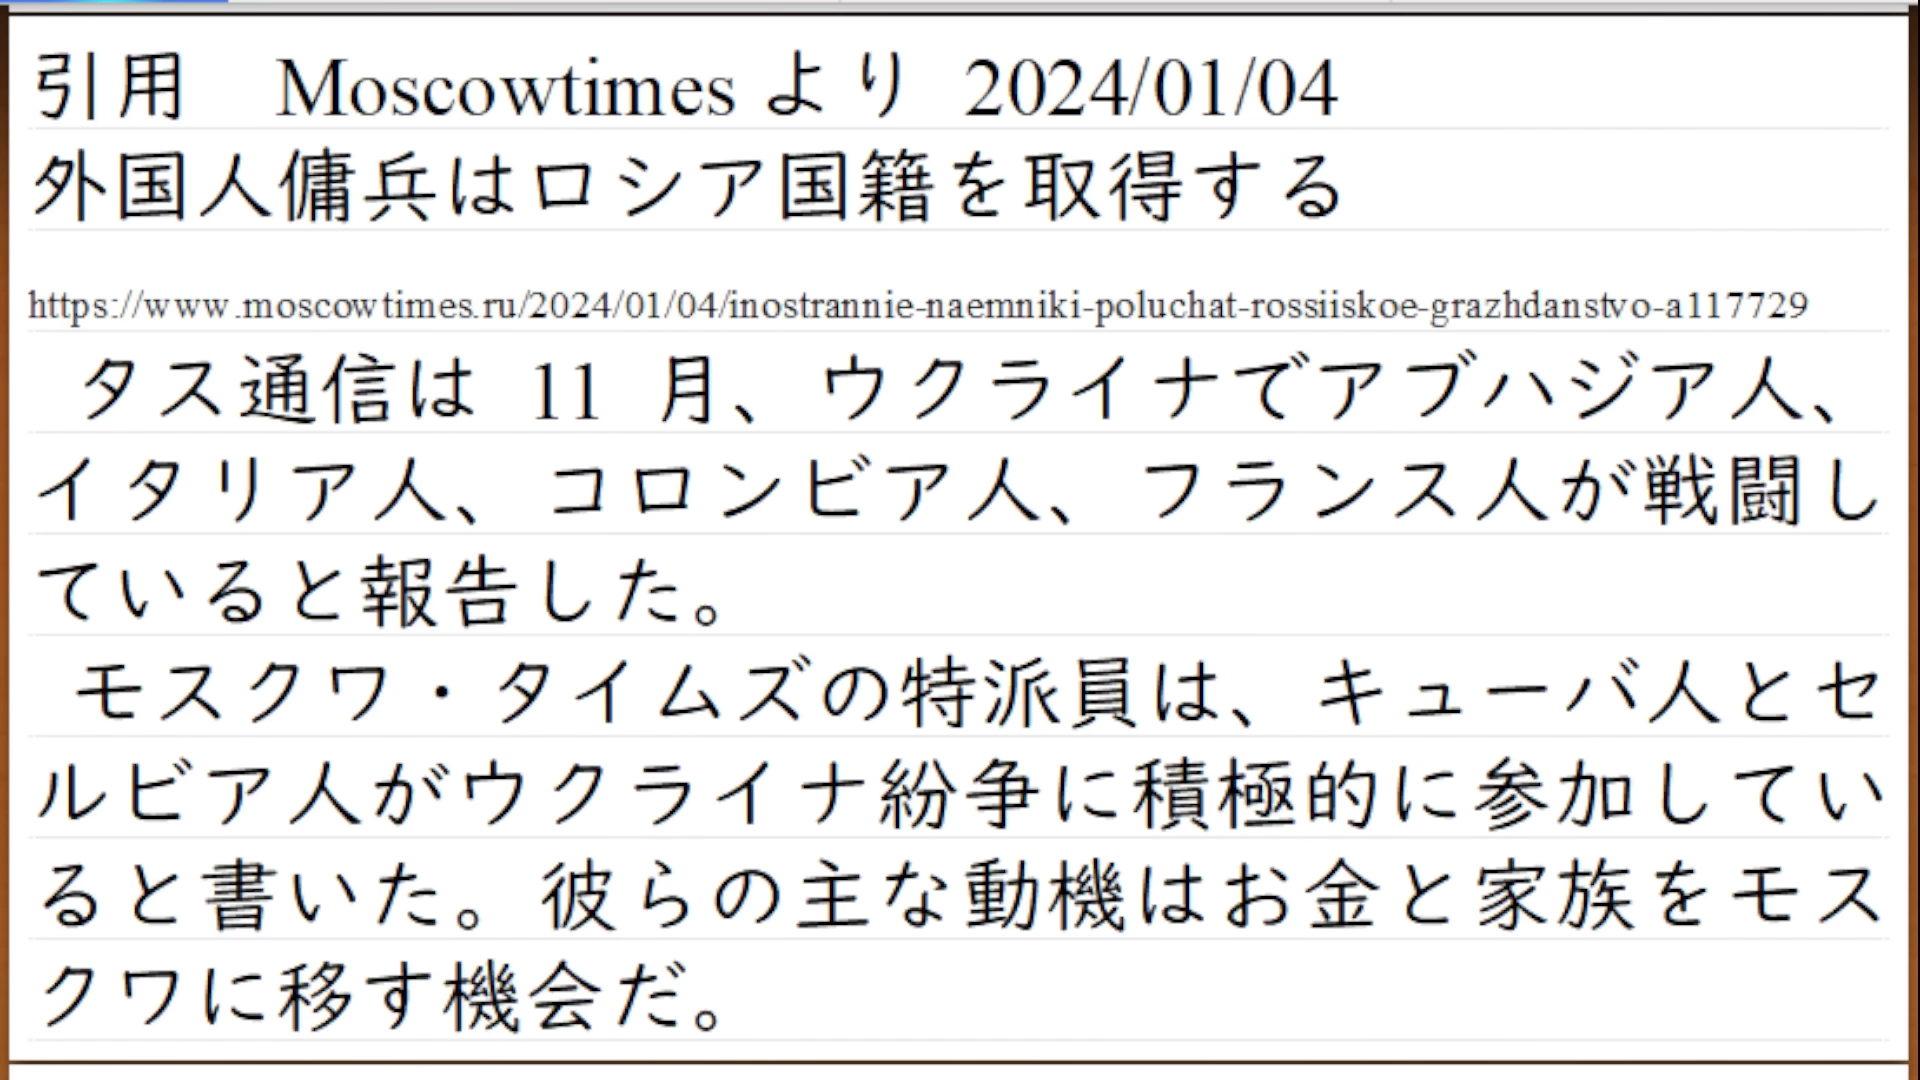 引用　Moscowtimes より 2024/01/04
外国人傭兵はロシア国籍を取得する
https://www.moscowtimes.ru/2024/01/04/inostrannie-naemniki-poluchat-rossiiskoe-grazhdanstvo-a117729
タス通信は 11 月、ウクライナでアブハジア人、
イタリア人、コロンビア人、フランス人が戦闘し
ていると報告した。
モスクワ・タイムズの特派員は、キューバ人とセ
ルビア人がウクライナ紛争に積極的に参加してい
ると書いた。彼らの主な動機はお金と家族をモス
クワに移す機会だ。